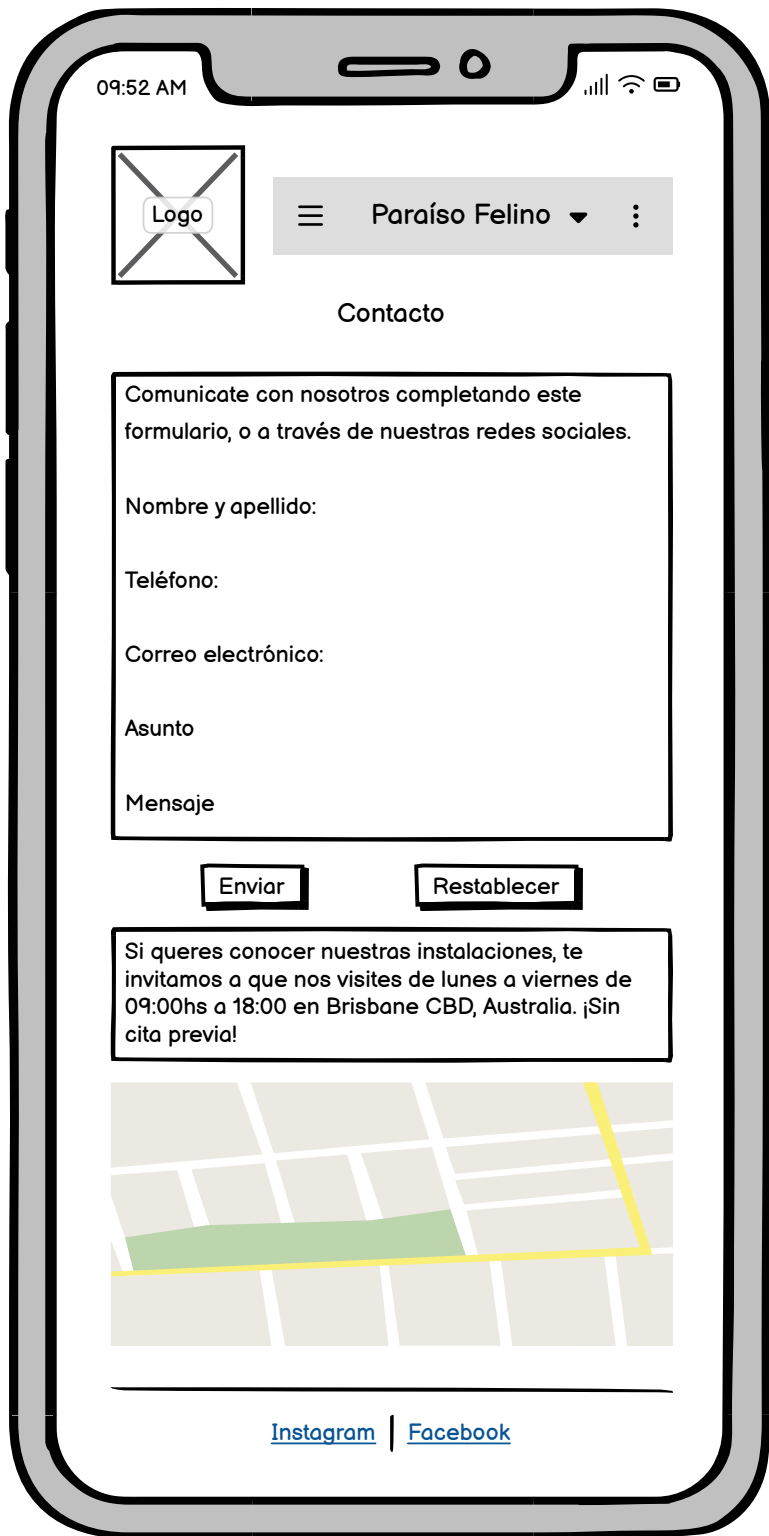 09:52 AM
Logo
Paraíso Felino
Contacto
Comunicate con nosotros completando este
formulario, o a través de nuestras redes sociales.
Nombre y apellido:
Teléfono:
Correo electrónico:
Asunto
Mensaje
Enviar
Restablecer
Si queres conocer nuestras instalaciones, te
invitamos a que nos visites de lunes a viernes de
09:00hs a 18:00 en Brisbane CBD, Australia. ¡Sin
cita previa!
Instagram | Facebook